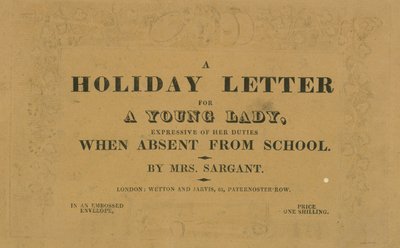 A
HOLIDAY LETTER
FOR
A YOUNG LADY,
EXPRESSIVE OF HER DUTIES
WHEN ABSENT FROM SCHOOL.
BY MRS. SARGANT.
LONDON: WETTON AND JARVIS, 65, PATERNOSTER-ROW.
IN AN EMBOSSED
ENVELOPE,
PRICE
ONE SHILLING.